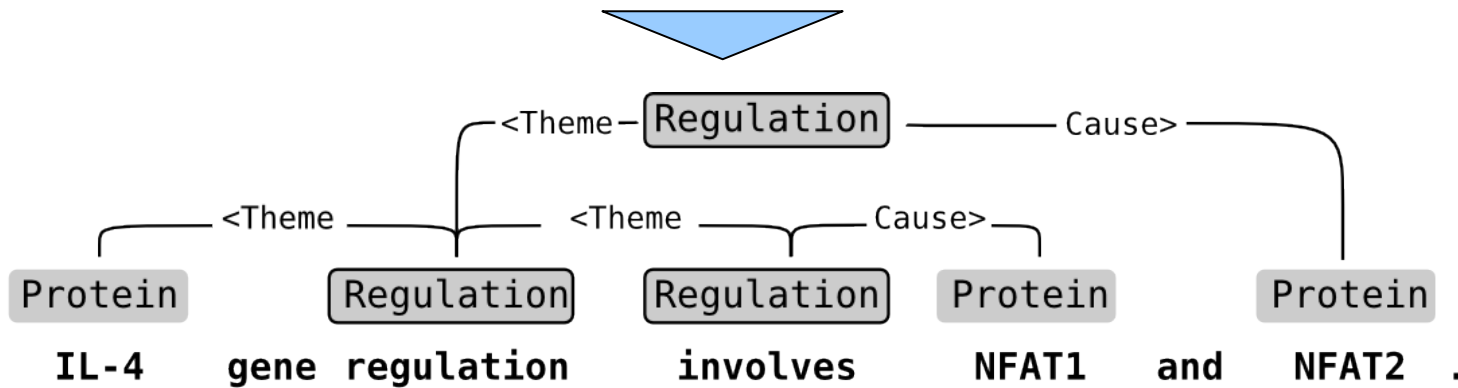 <Theme Regulation Cause>
<Theme <Theme Cause>
Protein Regulation Regulation Protein Protein
IL-4 gene regulation involves NFAT1 and NFAT2 .